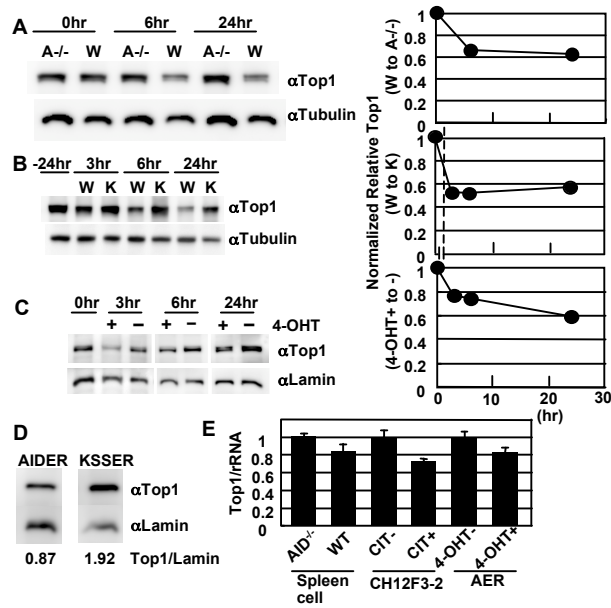 A 0hr 6hr 24hr
A-/- W A-/- W A-/- W
αTop1
αTubulin
B -24hr 3hr 6hr 24hr
W K W K W K
αTop1
αTubulin
C 0hr 3hr 6hr 24hr
+ − + − + − 4-OHT
αTop1
αLamin
D
AIDER KSSER
αTop1
αLamin
0.87 1.92 Top1/Lamin
Normalized Relative Top1
(W to A-/-)
1
0.8
0.6
0.4
0.2
0
(W to K)
1
0.8
0.6
0.4
0.2
0
(4-OHT+ to -)
1
0.8
0.6
0.4
0.2
0
0 10 20 30
(hr)
E
Top1/rRNA
1
0.8
0.6
0.4
0.2
0
AID-/- WT CIT- CIT+ 4-OHT- 4-OHT+
Spleen cell CH12F3-2 AER